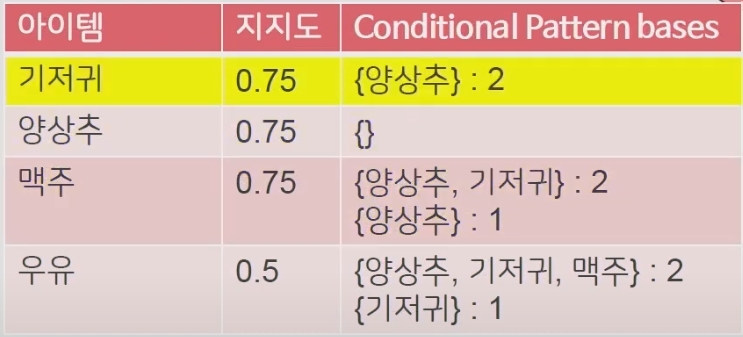 아이템 지지도 Conditional Pattern bases
기저귀 0.75 {양상추} : 2
양상추 0.75 {}
맥주 0.75 {양상추, 기저귀} : 2
{양상추} : 1
우유 0.5 {양상추, 기저귀, 맥주} : 2
{기저귀} : 1